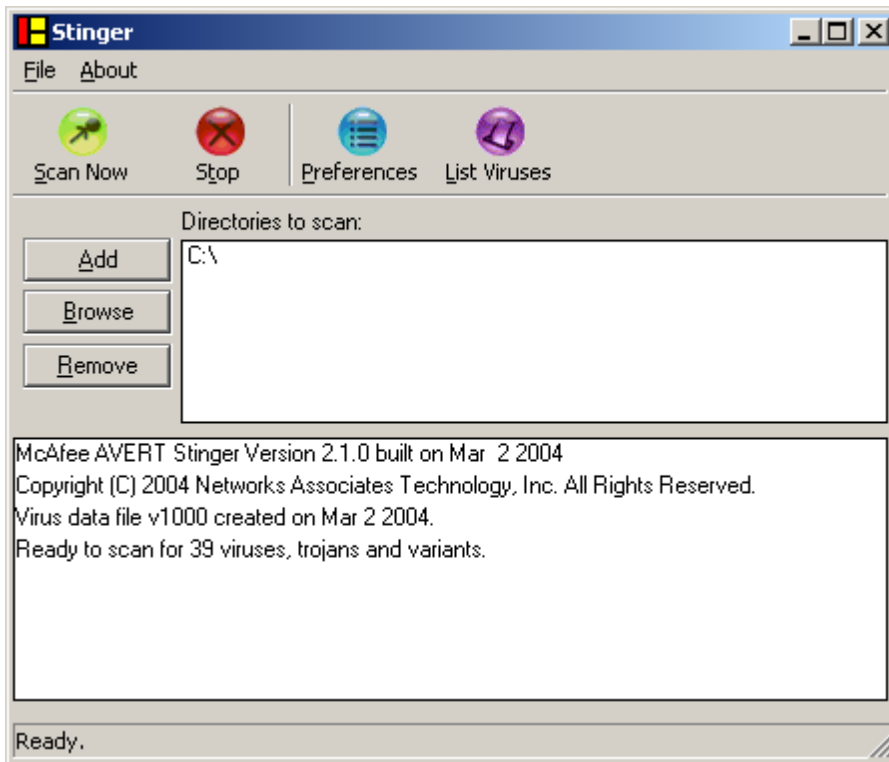 Stinger
File About
Scan Now Stop Preferences List Viruses
Directories to scan:
Add
Browse
Remove
C:\
McAfee AVERT Stinger Version 2.1.0 built on Mar  2 2004
Copyright (C) 2004 Networks Associates Technology, Inc. All Rights Reserved.
Virus data file v1000 created on Mar 2 2004.
Ready to scan for 39 viruses, trojans and variants.
Ready.